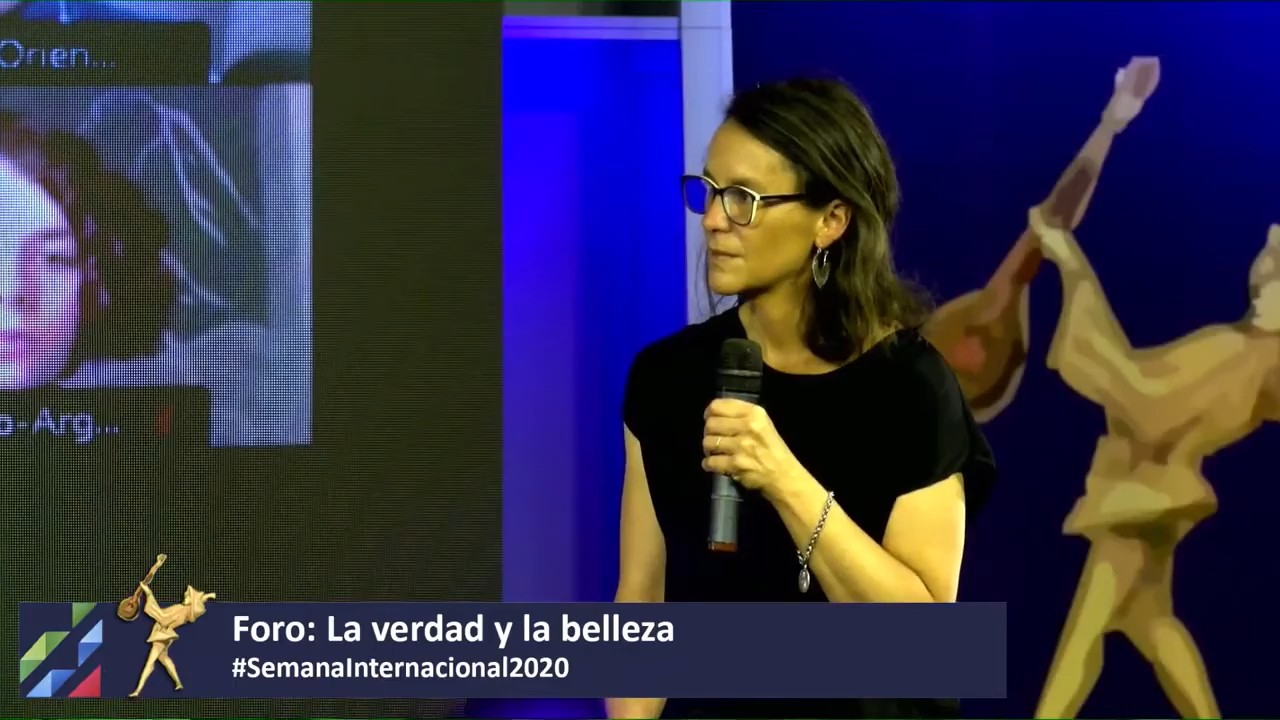 Orien...
o-Arg...
Foro: La verdad y la belleza
#SemanaInternacional2020